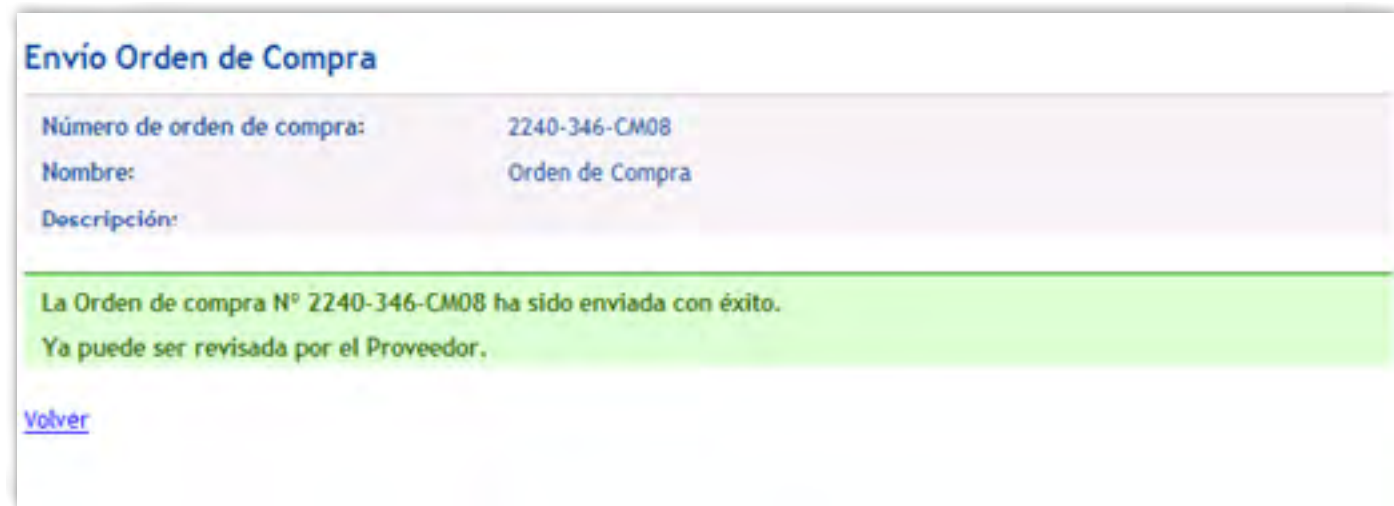 Envío Orden de Compra
Número de orden de compra: 2240-346-CM08
Nombre: Orden de Compra
Descripción:
La Orden de compra Nº 2240-346-CM08 ha sido enviada con éxito.
Ya puede ser revisada por el Proveedor.
Volver